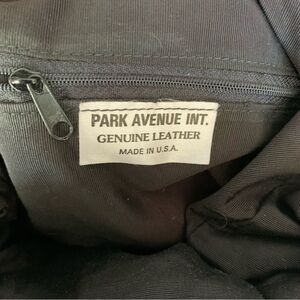 PARK AVENUE INT.
GENUINE LEATHER
MADE IN U.S.A.